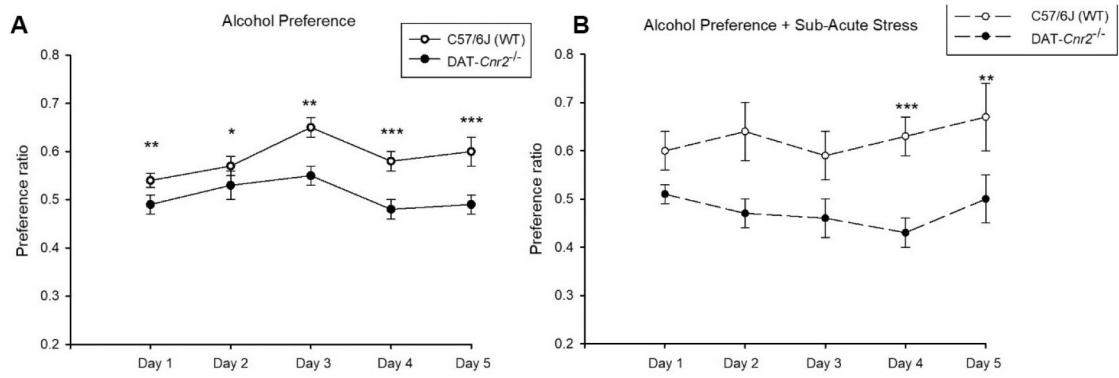 A
Alcohol Preference
C57/6J (WT)
DAT-Cnr2-/-
Preference ratio
0.8
0.7
0.6
0.5
0.4
0.3
0.2
**
*
**
***
***
Day 1 Day 2 Day 3 Day 4 Day 5
B
Alcohol Preference + Sub-Acute Stress
C57/6J (WT)
DAT-Cnr2-/-
Preference ratio
0.8
0.7
0.6
0.5
0.4
0.3
0.2
***
**
Day 1 Day 2 Day 3 Day 4 Day 5